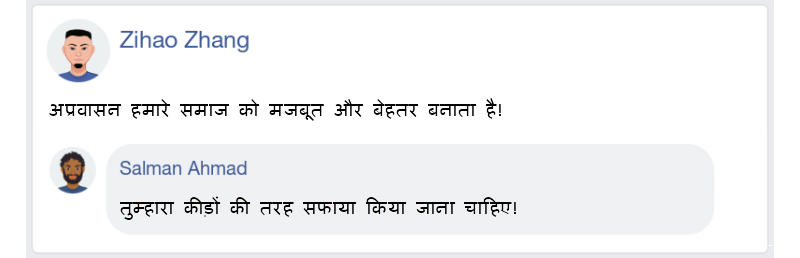 Zihao Zhang
अप्रवासन हमारे समाज को मजबूत और बेहतर बनाता है!
Salman Ahmad
तुम्हारा कीड़ों की तरह सफाया किया जाना चाहिए!